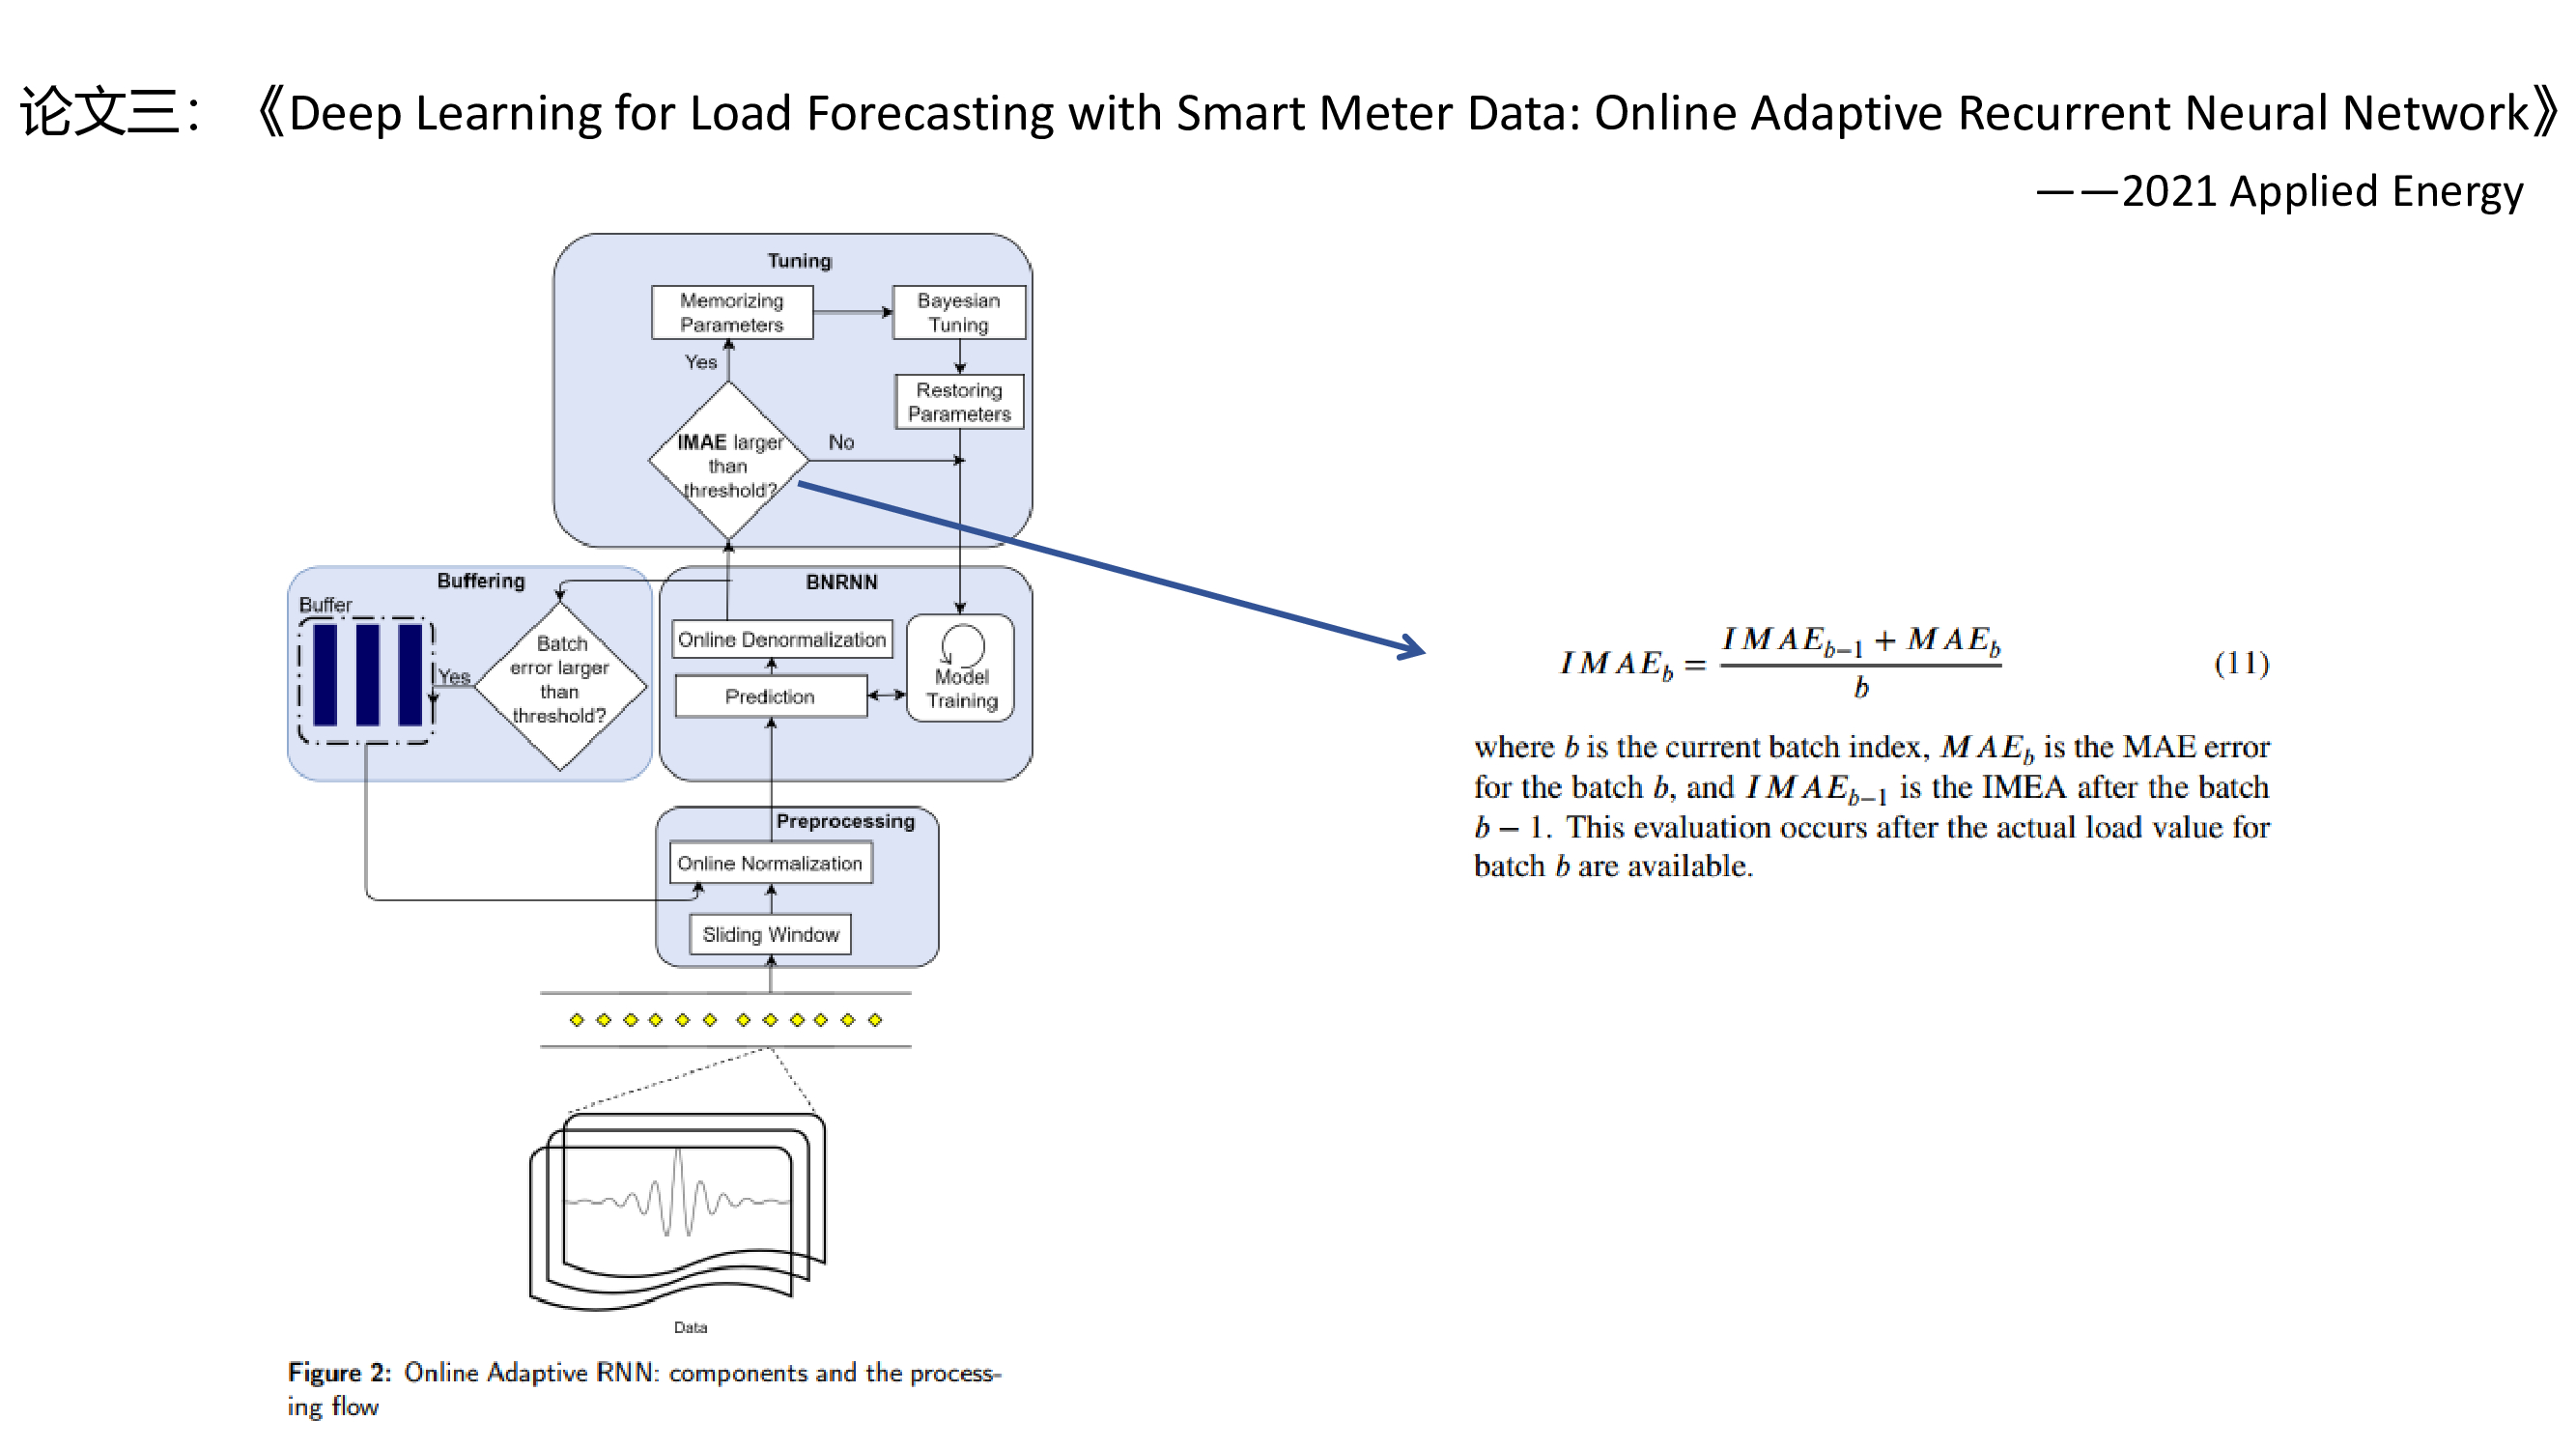 论文三：《Deep Learning for Load Forecasting with Smart Meter Data: Online Adaptive Recurrent Neural Network》
——2021 Applied Energy
Tuning
Memorizing
Parameters
Bayesian
Tuning
Yes
Restoring
Parameters
IMAE larger
than
threshold?
No
Buffering
Buffer
Batch
error larger
than
threshold?
Yes
BNRNN
Online Denormalization
Prediction
Model
Training
Preprocessing
Online Normalization
Sliding Window
Data
Figure 2: Online Adaptive RNN: components and the process-
ing flow
IMAE_b = (IMAE_{b−1} + MAE_b) / b (11)
where b is the current batch index, MAE_b is the MAE error
for the batch b, and IMAE_{b−1} is the IMEA after the batch
b − 1. This evaluation occurs after the actual load value for
batch b are available.